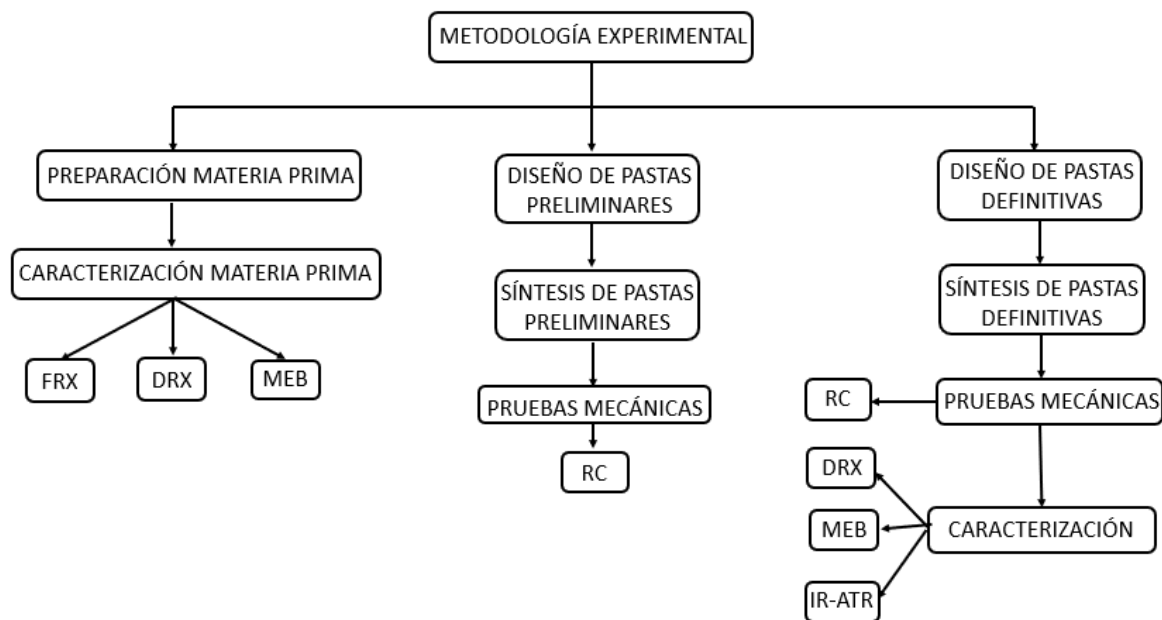 METODOLOGÍA EXPERIMENTAL
PREPARACIÓN MATERIA PRIMA
CARACTERIZACIÓN MATERIA PRIMA
FRX
DRX
MEB
DISEÑO DE PASTAS
PRELIMINARES
SÍNTESIS DE PASTAS
PRELIMINARES
PRUEBAS MECÁNICAS
RC
DISEÑO DE PASTAS
DEFINITIVAS
SÍNTESIS DE PASTAS
DEFINITIVAS
PRUEBAS MECÁNICAS
RC
CARACTERIZACIÓN
DRX
MEB
IR-ATR